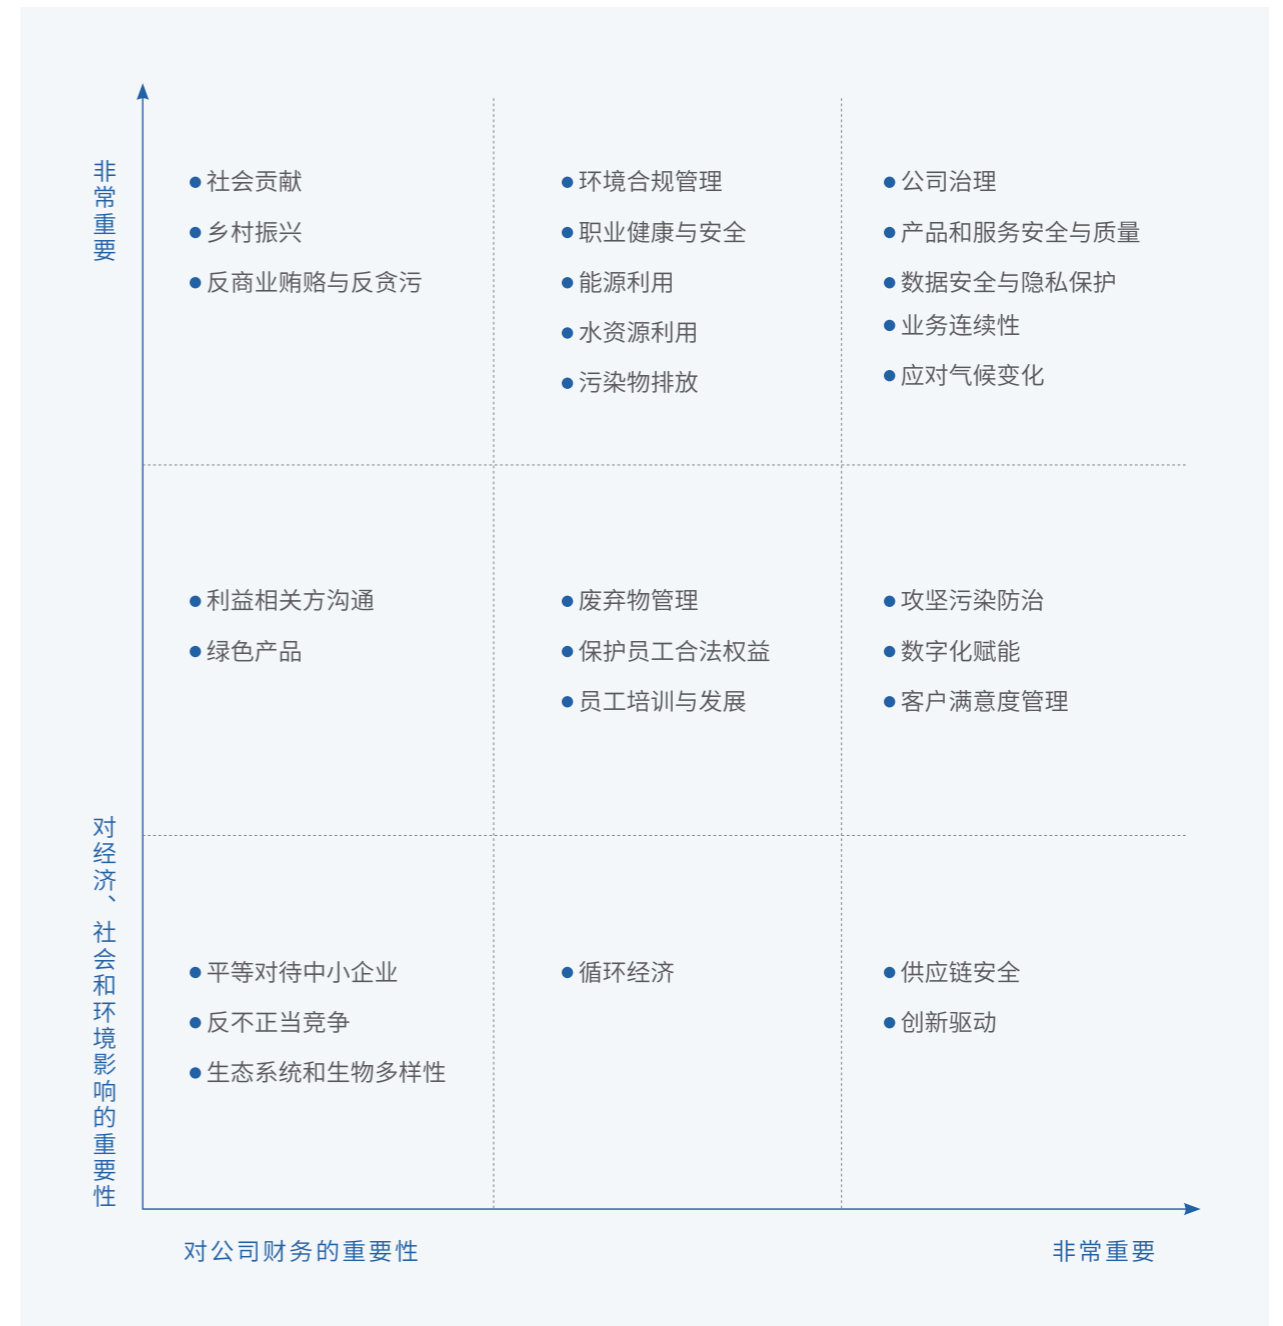 非常重要
社会贡献
乡村振兴
反商业贿赂与反贪污
环境合规管理
职业健康与安全
能源利用
水资源利用
污染物排放
公司治理
产品和服务安全与质量
数据安全与隐私保护
业务连续性
应对气候变化
利益相关方沟通
绿色产品
废弃物管理
保护员工合法权益
员工培训与发展
攻坚污染防治
数字化赋能
客户满意度管理
对经济、社会和环境影响的重要性
平等对待中小企业
反不正当竞争
生态系统和生物多样性
循环经济
供应链安全
创新驱动
对公司财务的重要性
非常重要